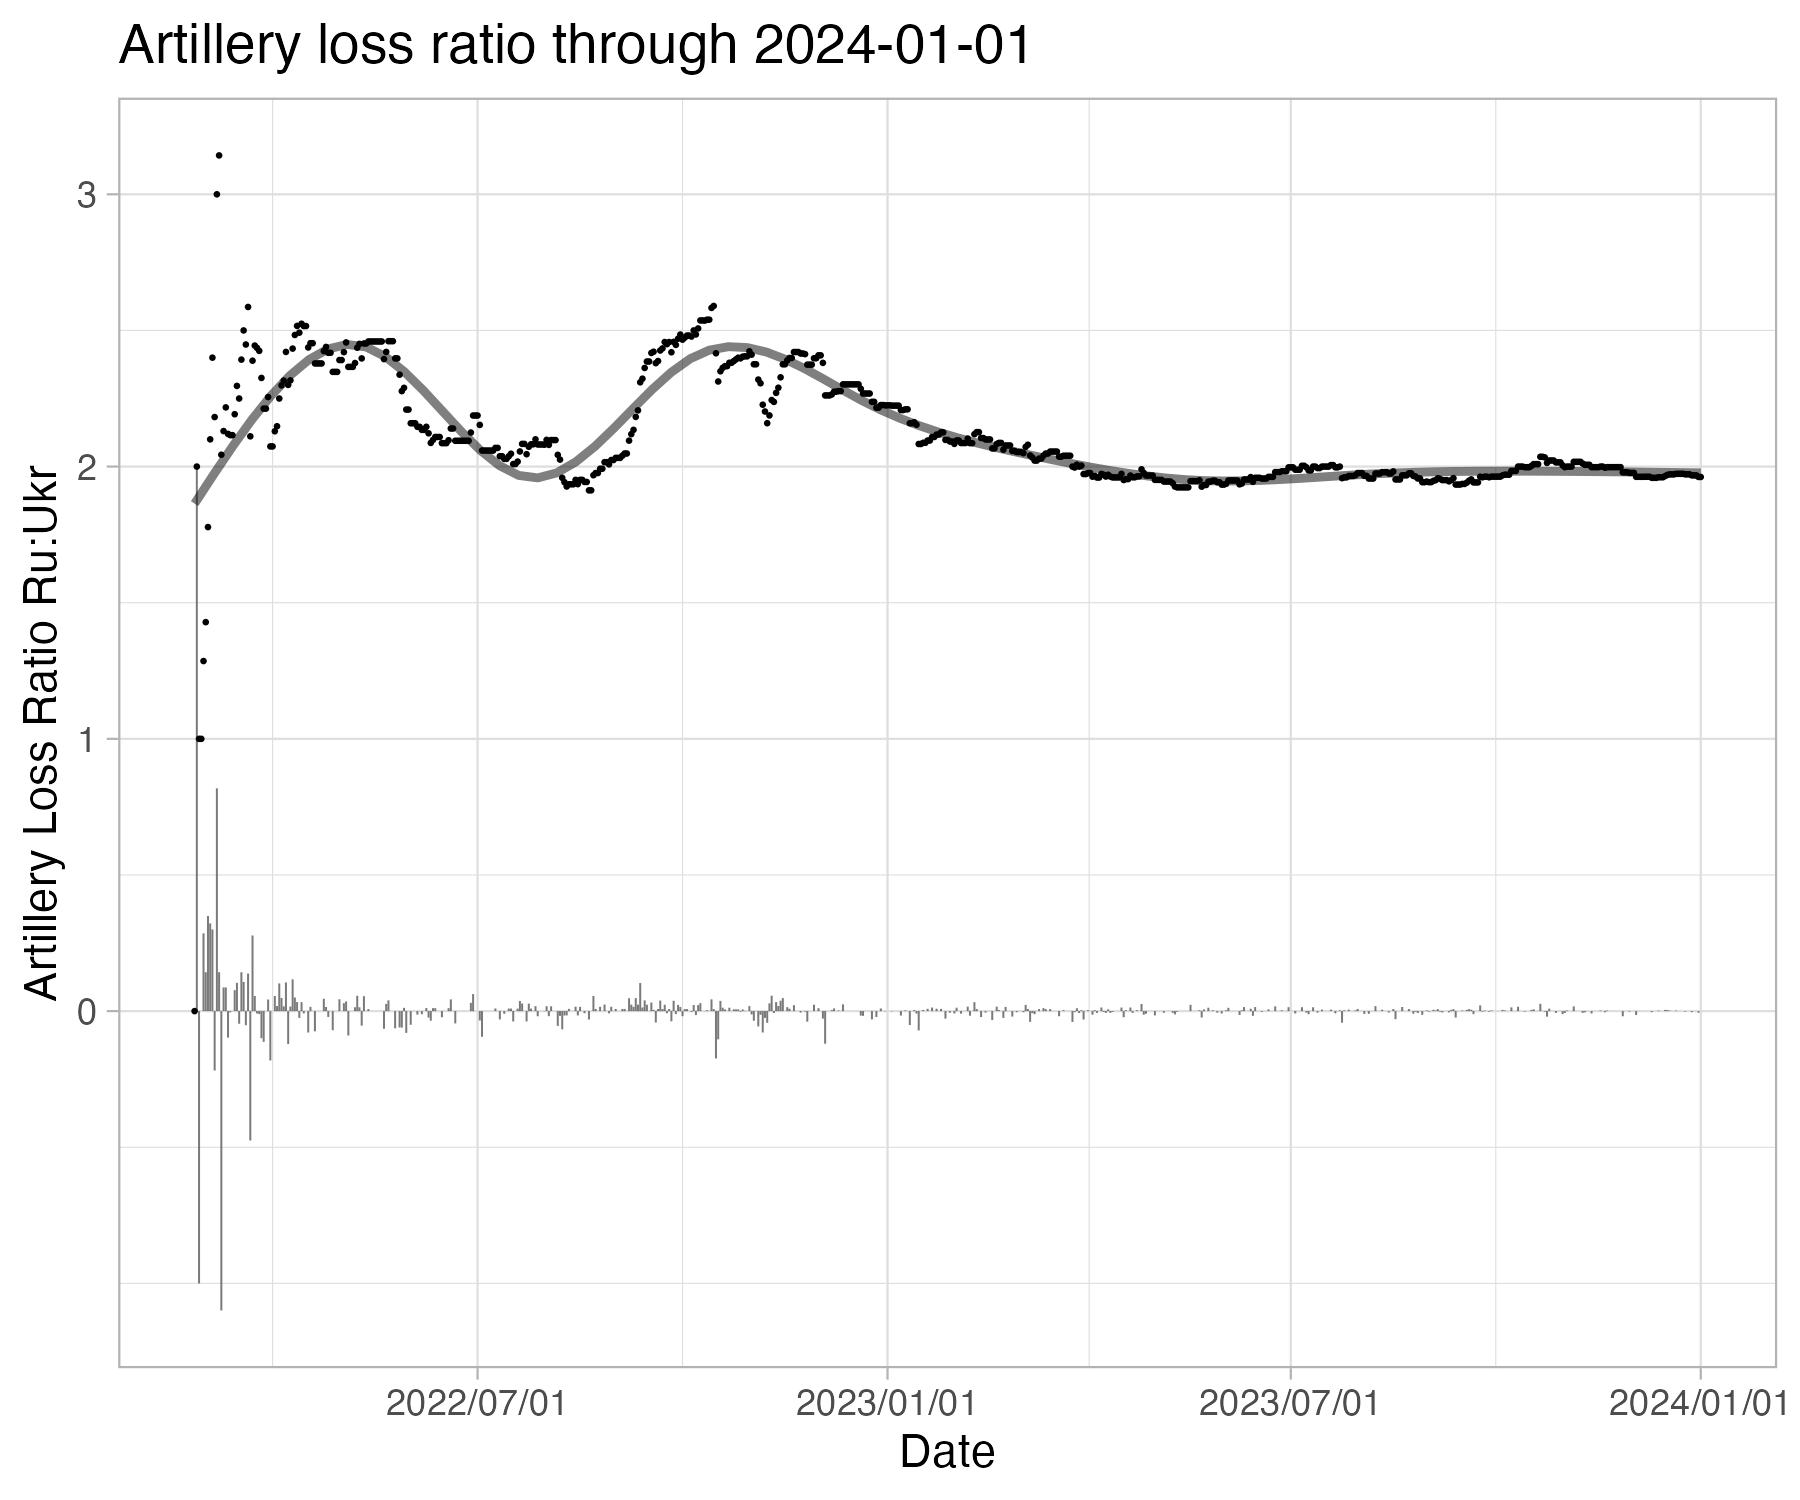 Artillery loss ratio through 2024-01-01
Artillery Loss Ratio Ru:Ukr
3
2
1
0
2022/07/01
2023/01/01
2023/07/01
2024/01/01
Date